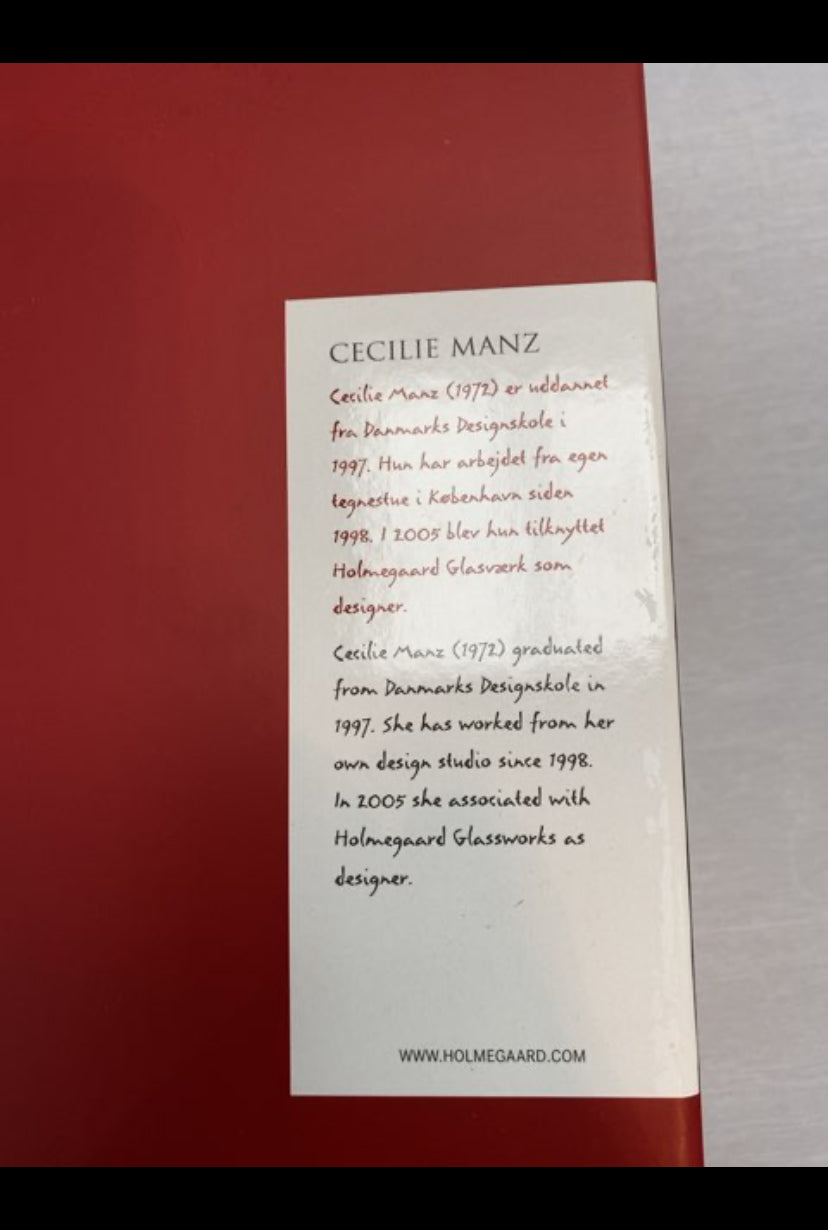 CECILIE MANZ
Cecilie Manz (1972) er uddannet
fra Danmarks Designskole i
1997. Hun har arbejdet fra egen
tegnestue i København siden
1998. I 2005 blev hun tilknyttet
Holmegaard Glasværk som
designer.
Cecilie Manz (1972) graduated
from Danmarks Designskole in
1997. She has worked from her
own design studio since 1998.
In 2005 she associated with
Holmegaard Glassworks as
designer.
WWW.HOLMEGAARD.COM